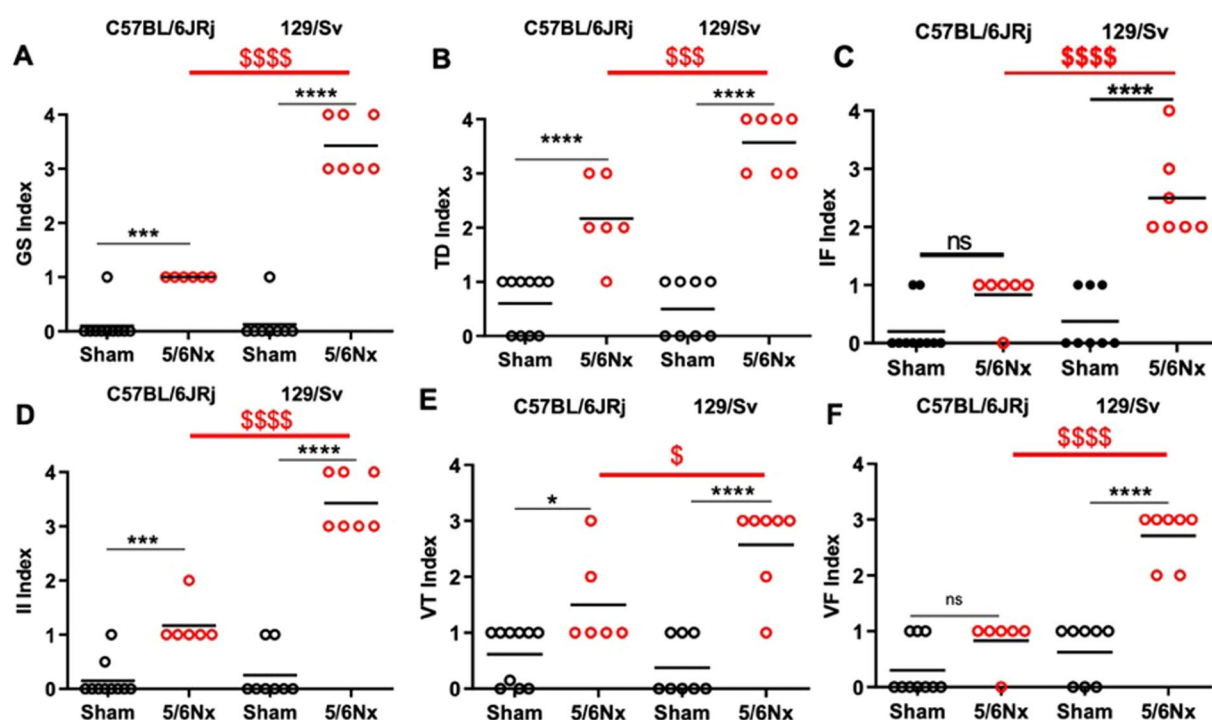 C57BL/6JRj 129/Sv
A
$$$$
***
****
GS Index
4
3
2
1
0
Sham 5/6Nx Sham 5/6Nx
C57BL/6JRj 129/Sv
B
$$$
****
****
TD Index
4
3
2
1
0
Sham 5/6Nx Sham 5/6Nx
C57BL/6JRj 129/Sv
C
$$$$
ns
****
IF Index
4
3
2
1
0
Sham 5/6Nx Sham 5/6Nx
C57BL/6JRj 129/Sv
D
$$$$
***
****
II Index
4
3
2
1
0
Sham 5/6Nx Sham 5/6Nx
C57BL/6JRj 129/Sv
E
$
*
****
VT Index
4
3
2
1
0
Sham 5/6Nx Sham 5/6Nx
C57BL/6JRj 129/Sv
F
$$$$
ns
****
VF Index
4
3
2
1
0
Sham 5/6Nx Sham 5/6Nx